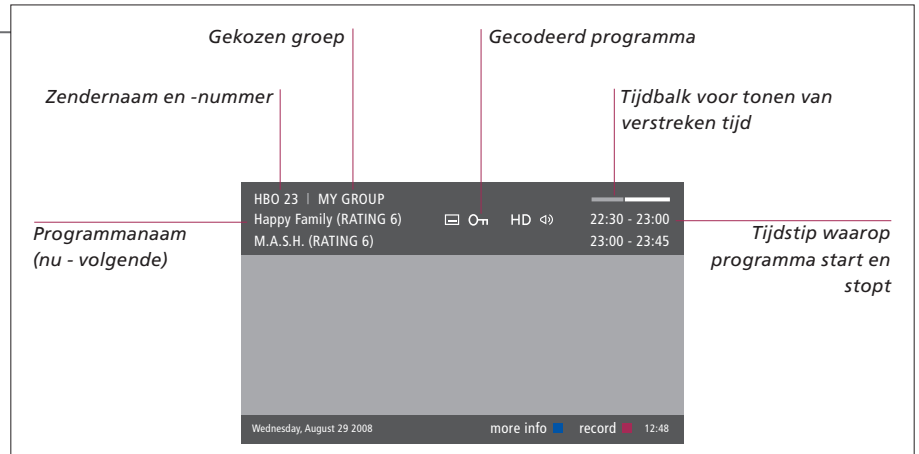 Gekozen groep
Gecodeerd programma
Zendernaam en -nummer
Tijdbalk voor tonen van
verstreken tijd
HBO 23 | MY GROUP
Happy Family (RATING 6) HD 22:30 - 23:00
M.A.S.H. (RATING 6) 23:00 - 23:45
Programmanaam
(nu - volgende)
Tijdstip waarop
programma start en
stopt
Wednesday, August 29 2008 more info record 12:48